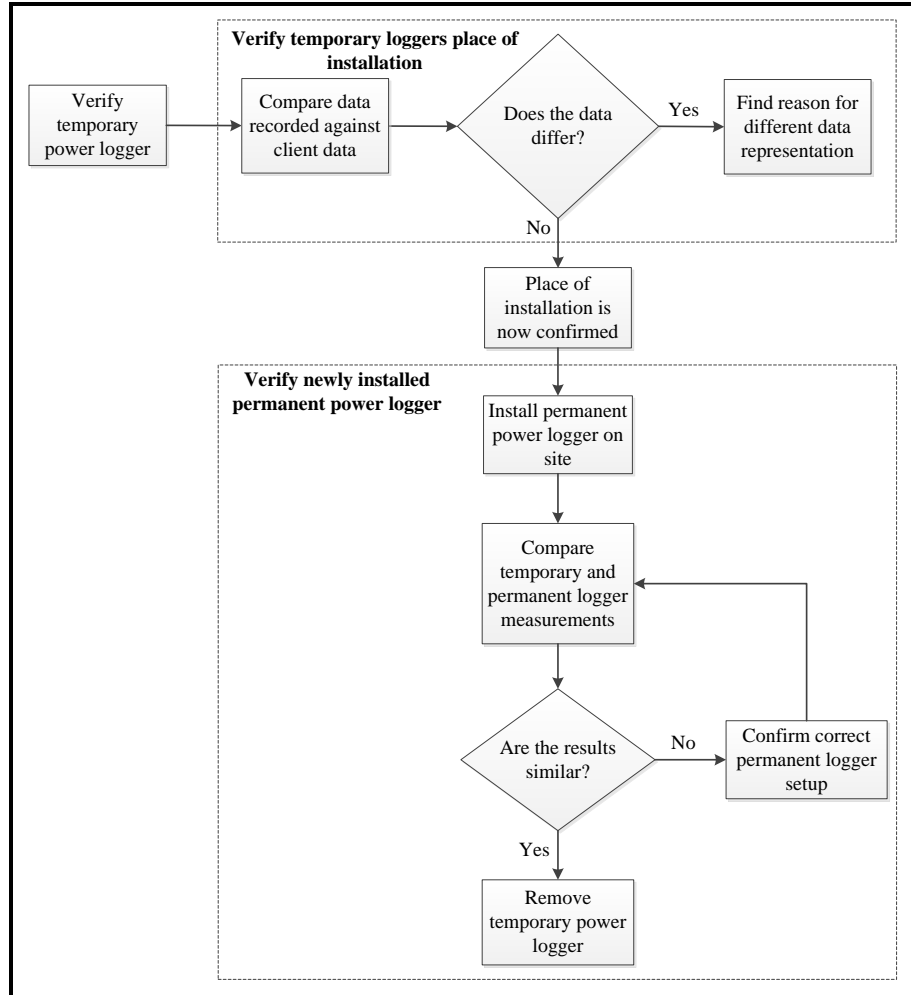 Verify temporary loggers place of
installation
Verify
temporary
power logger
Compare data
recorded against
client data
Does the data
differ?
Yes
Find reason for
different data
representation
No
Place of
installation is
now confirmed
Verify newly installed
permanent power logger
Install permanent
power logger on
site
Compare
temporary and
permanent logger
measurements
Are the results
similar?
No
Confirm correct
permanent logger
setup
Yes
Remove
temporary power
logger